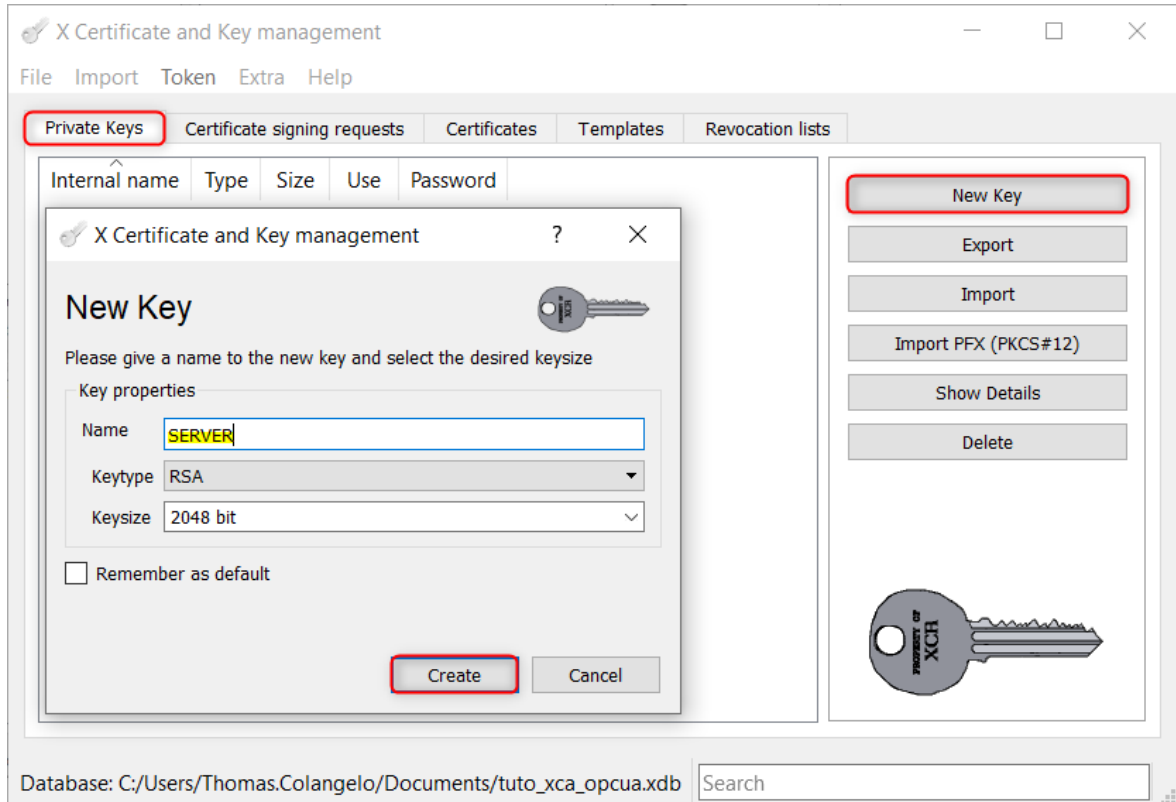 X Certificate and Key management
File Import Token Extra Help
Private Keys Certificate signing requests Certificates Templates Revocation lists
Internal name Type Size Use Password
New Key
Export
Import
Import PFX (PKCS#12)
Show Details
Delete
X Certificate and Key management ?
New Key
Please give a name to the new key and select the desired keysize
Key properties
Name SERVER
Keytype RSA
Keysize 2048 bit
Remember as default
Create Cancel
PROPERTY OF
XCA
Database: C:/Users/Thomas.Colangelo/Documents/tuto_xca_opcua.xdb Search